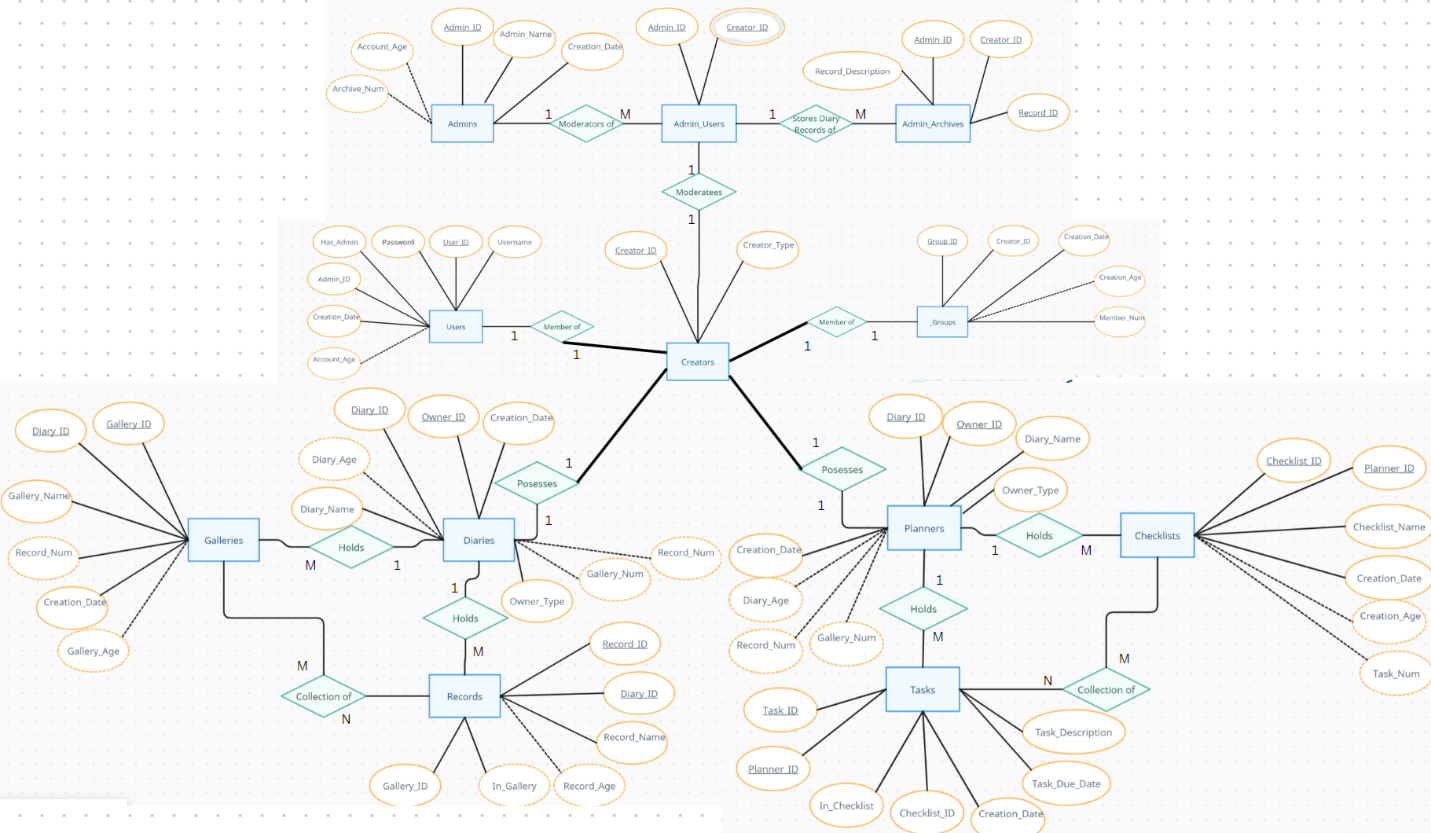 Admin_ID
Admin_Name
Creation_Date
Account_Age
Archive_Num
Admins
1
Moderators of
M
Admin_ID
Creator_ID
Admin_Users
1
Stores Diary
Records of
M
Admin_ID
Creator_ID
Record_Description
Record_ID
Admin_Archives
1
Moderatees
1
Has_Admin
Password
User_ID
Username
Admin_ID
Creation_Date
Account_Age
Users
1
Member of
1
Creator_ID
Creator_Type
Creators
1
Member of
1
Group_ID
Creator_ID
Creation_Date
Creation_Age
Member_Num
_Groups
Diary_ID
Gallery_ID
Gallery_Name
Record_Num
Creation_Date
Gallery_Age
Galleries
M
Holds
1
Diary_ID
Owner_ID
Creation_Date
Diary_Age
Diary_Name
Diaries
1
Posesses
1
Record_Num
Gallery_Num
Owner_Type
1
Holds
M
M
Collection of
N
Records
Record_ID
Diary_ID
Record_Name
Record_Age
In_Gallery
Gallery_ID
1
Posesses
1
Diary_ID
Owner_ID
Diary_Name
Owner_Type
Planners
Creation_Date
Diary_Age
Record_Num
Gallery_Num
1
Holds
M
Checklist_ID
Planner_ID
Checklist_Name
Creation_Date
Creation_Age
Task_Num
Checklists
1
Holds
M
M
Collection of
N
Tasks
Task_ID
Planner_ID
In_Checklist
Checklist_ID
Creation_Date
Task_Due_Date
Task_Description